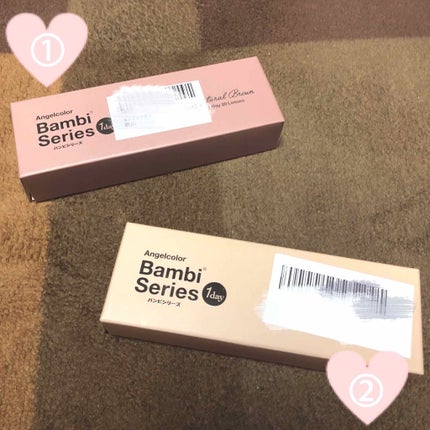 ①
Angelcolor
Bambi®
Series 1day
バンビシリーズ
Natural Brown
Angelcolor
Bambi®
Series 1day
バンビシリーズ
②